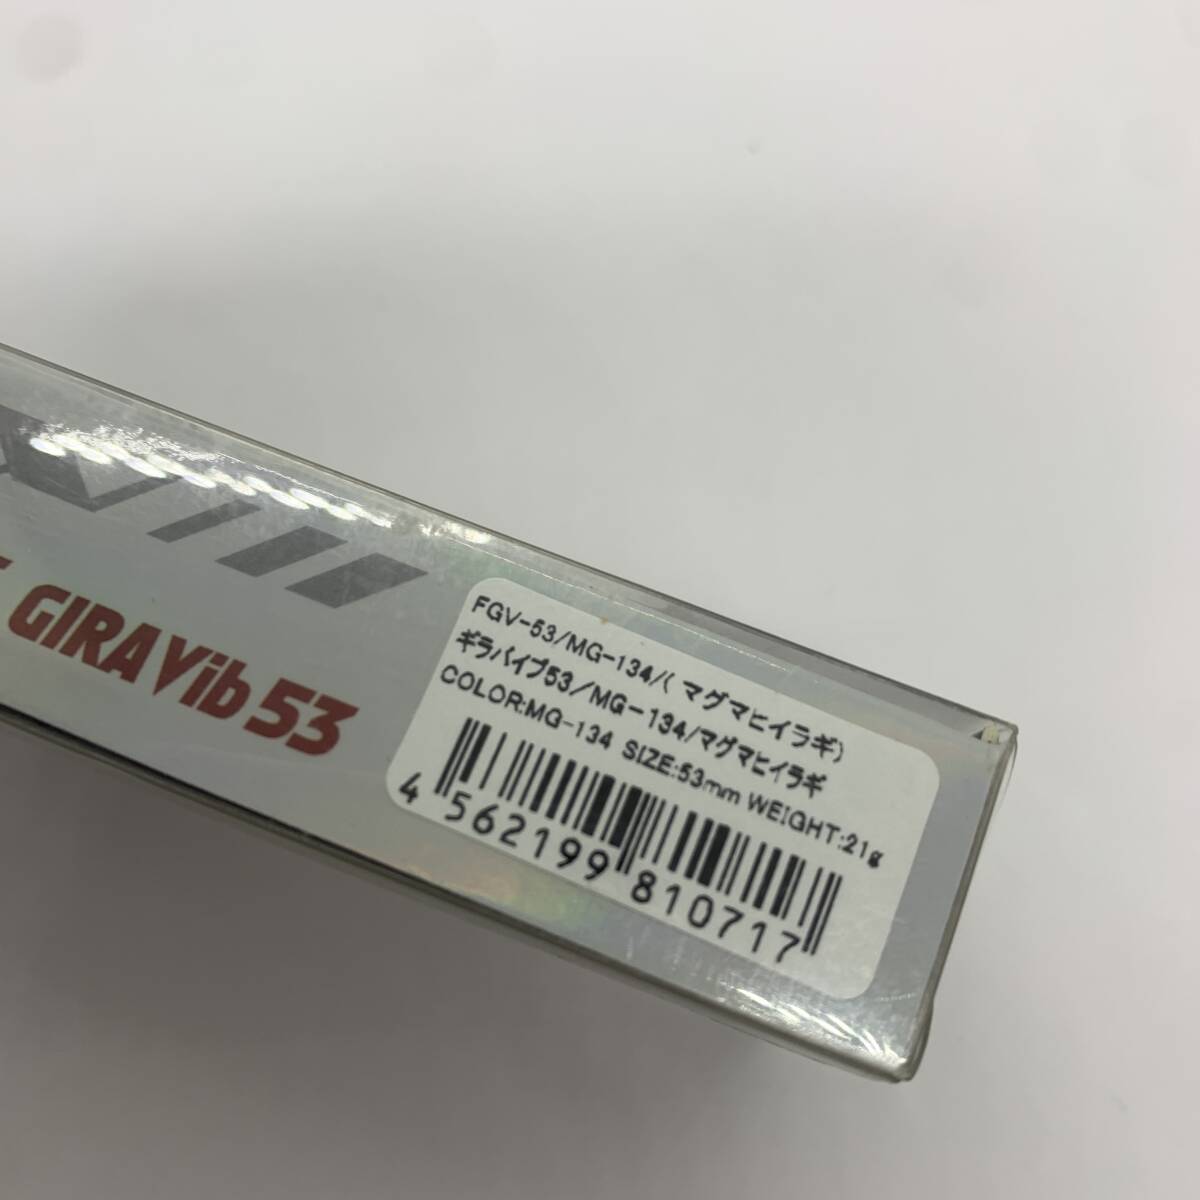 GIRAVib 53
FGV-53/MG-134/( マグマヒイラギ)
ギラバイブ53/MG-134/マグマヒイラギ
COLOR:MG-134 SIZE:53mm WEIGHT:21g
4 562199 810717